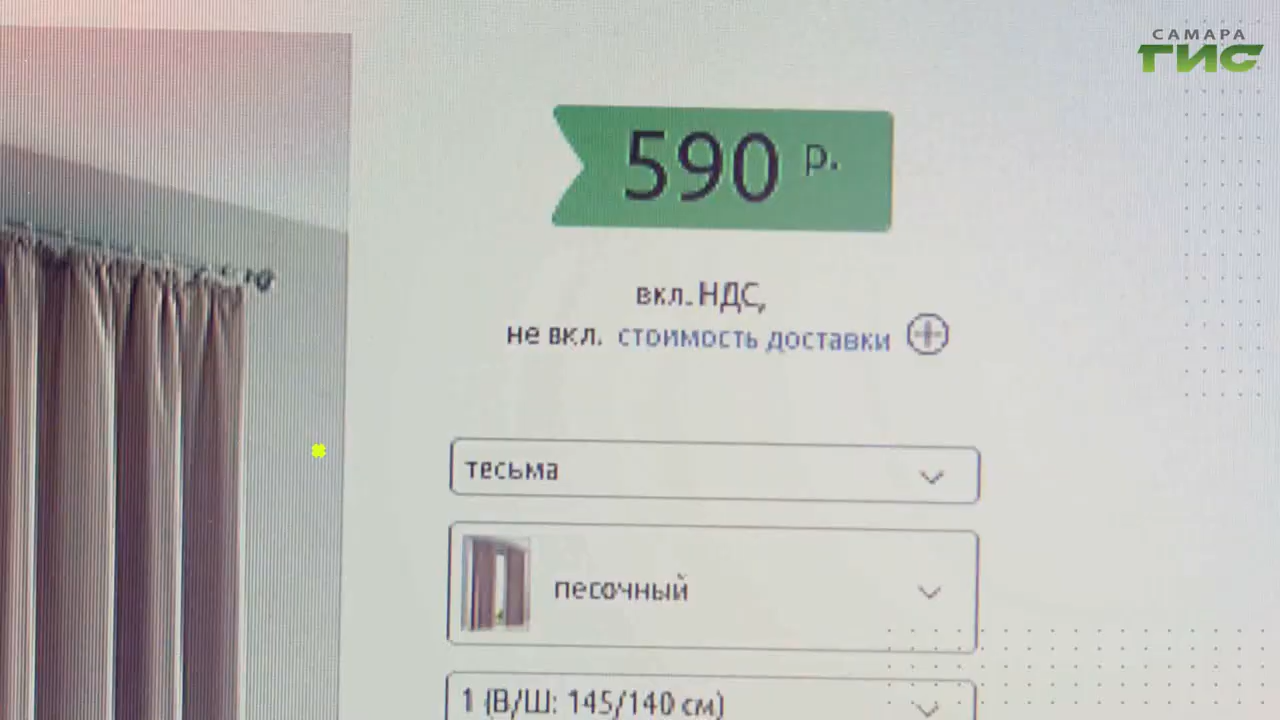 САМАРА
ГИС
590 р.
вкл. НДС,
не вкл. стоимость доставки
тесьма
песочный
1 (В/Ш: 145/140 см)